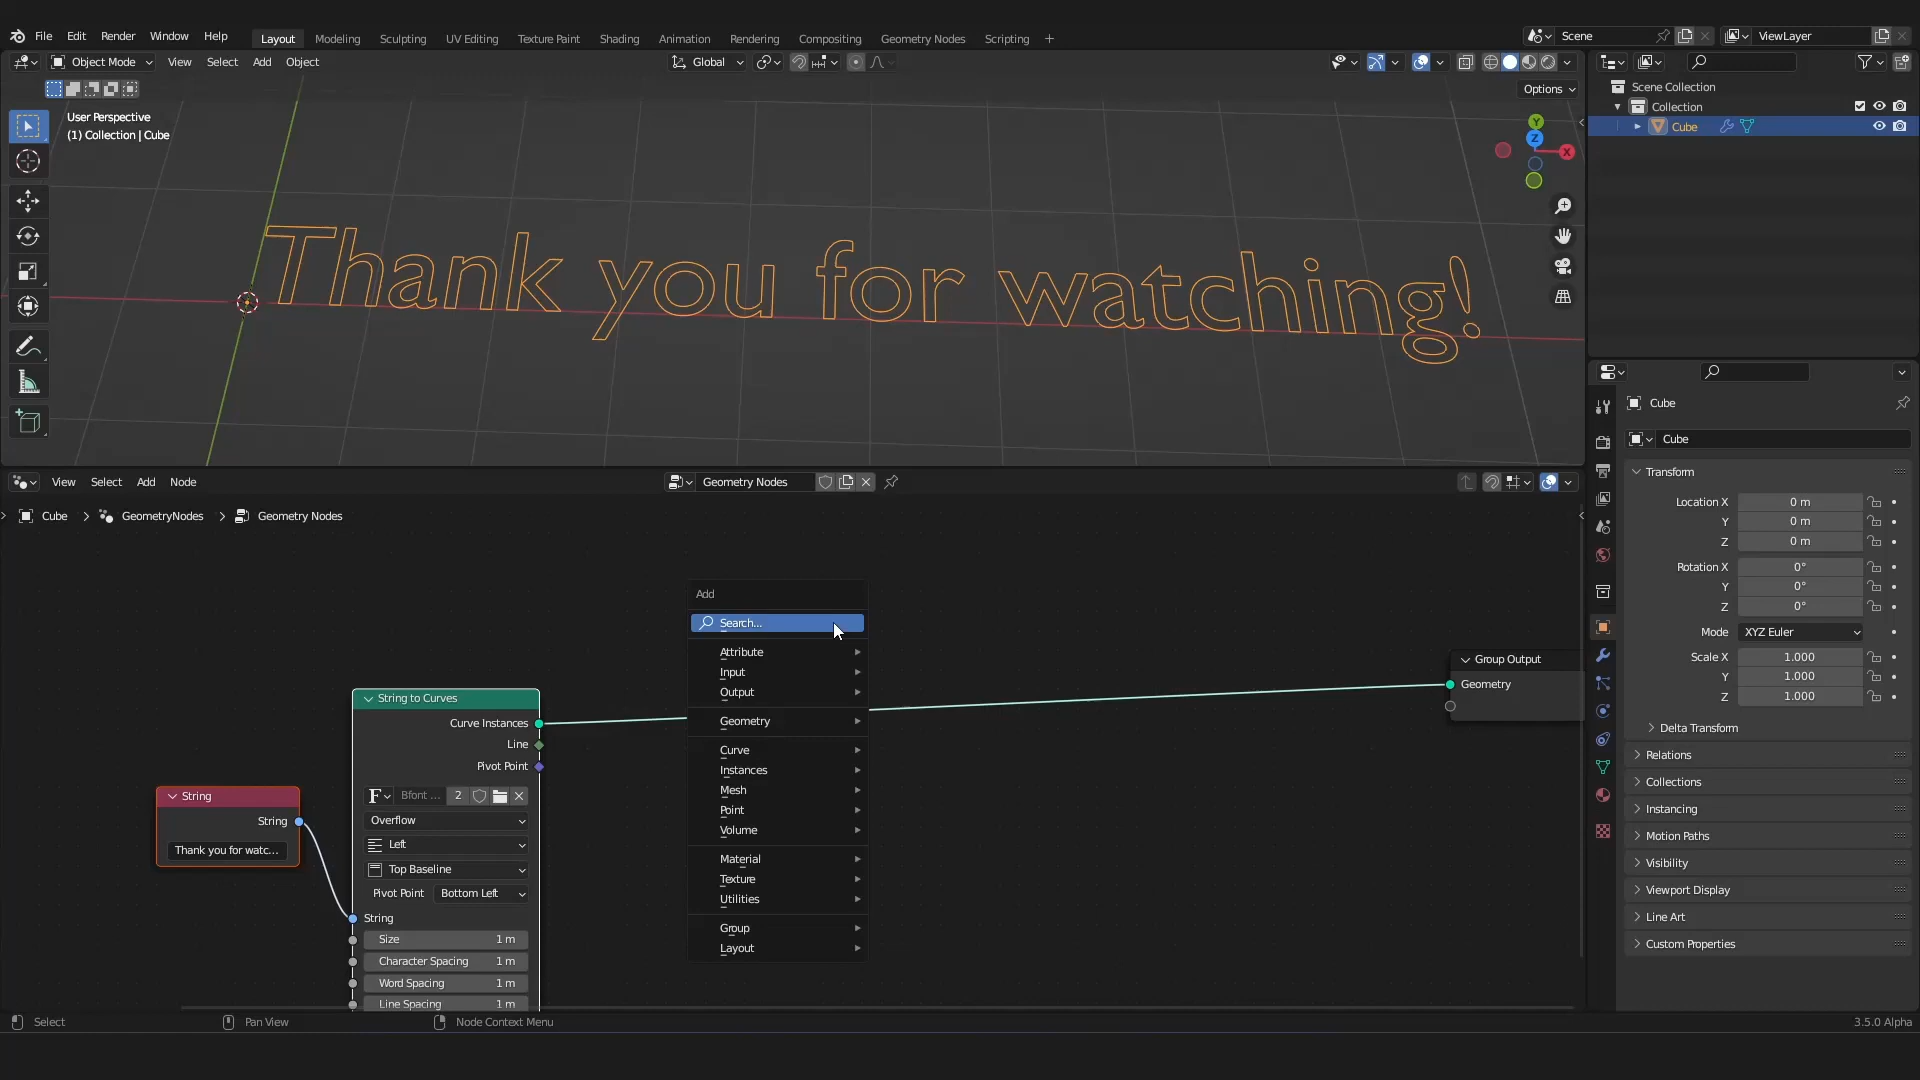 File Edit Render Window Help Layout Modeling Sculpting UV Editing Texture Paint Shading Animation Rendering Compositing Geometry Nodes Scripting + Scene ViewLayer
Object Mode View Select Add Object Global
Options
User Perspective
(1) Collection | Cube
Y
Z
X
Thank you for watching!
Scene Collection
Collection
Cube
Cube
Cube
Transform
Location X 0 m
Y 0 m
Z 0 m
Rotation X 0°
Y 0°
Z 0°
Mode XYZ Euler
Scale X 1.000
Y 1.000
Z 1.000
Delta Transform
Relations
Collections
Instancing
Motion Paths
Visibility
Viewport Display
Line Art
Custom Properties
View Select Add Node Geometry Nodes
Cube > GeometryNodes > Geometry Nodes
Add
Search...
Attribute
Input
Output
Geometry
Curve
Instances
Mesh
Point
Volume
Material
Texture
Utilities
Group
Layout
String
String
Thank you for watc...
String to Curves
Curve Instances
Line
Pivot Point
F Bfont ... 2
Overflow
Left
Top Baseline
Pivot Point Bottom Left
String
Size 1 m
Character Spacing 1 m
Word Spacing 1 m
Line Spacing 1 m
Group Output
Geometry
Select Pan View Node Context Menu 3.5.0 Alpha